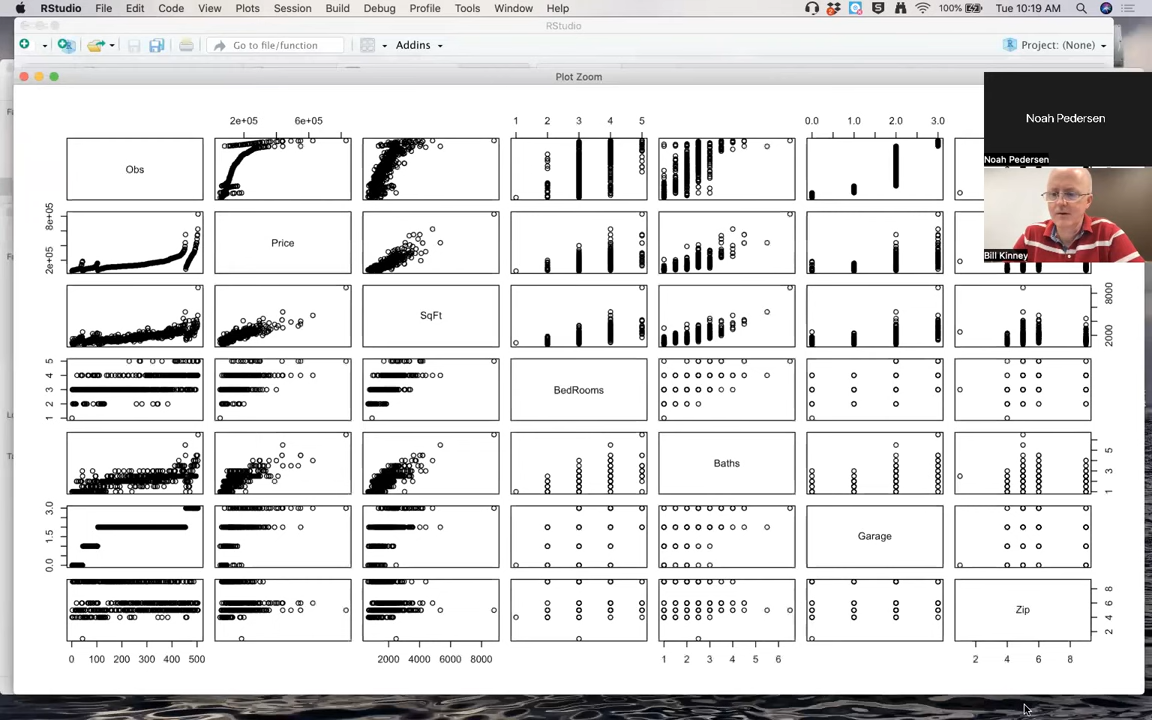 RStudio File Edit Code View Plots Session Build Debug Profile Tools Window Help 100% Tue 10:19 AM
RStudio
Go to file/function Addins Project: (None)
Plot Zoom
2e+05 6e+05 1 2 3 4 5 0.0 1.0 2.0 3.0
Noah Pedersen
Noah Pedersen
Bill Kinney
Obs
2e+05 8e+05
Price
SqFt
2000 8000
1 2 3 4 5
BedRooms
Baths
1 3 5
0.0 1.5 3.0
Garage
Zip
2 4 6 8
0 100 300 500 2000 4000 6000 8000 1 2 3 4 5 6 2 4 6 8